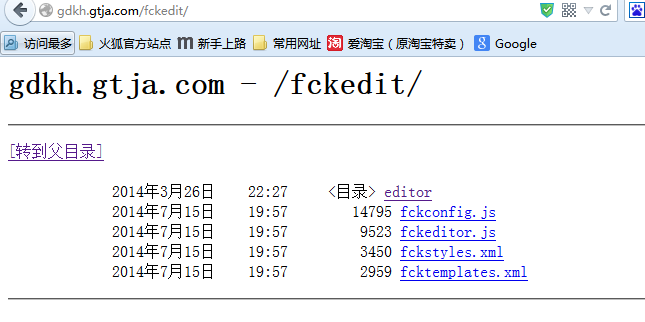 gdkh.gtja.com/fckedit/
访问最多 火狐官方站点 新手上路 常用网址 爱淘宝（原淘宝特卖） Google
gdkh.gtja.com - /fckedit/
[转到父目录]
2014年3月26日 22:27 <目录> editor
2014年7月15日 19:57 14795 fckconfig.js
2014年7月15日 19:57 9523 fckeditor.js
2014年7月15日 19:57 3450 fckstyles.xml
2014年7月15日 19:57 2959 fcktemplates.xml